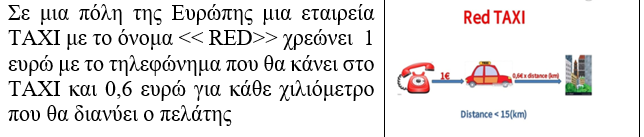 Σε μια πόλη της Ευρώπης μια εταιρεία
TAXI με το όνομα << RED>> χρεώνει 1
ευρώ με το τηλεφώνημα που θα κάνει στο
TAXI και 0,6 ευρώ για κάθε χιλιόμετρο
που θα διανύει ο πελάτης
Red TAXI
1€
0,6€ x distance (km)
Distance < 15(km)